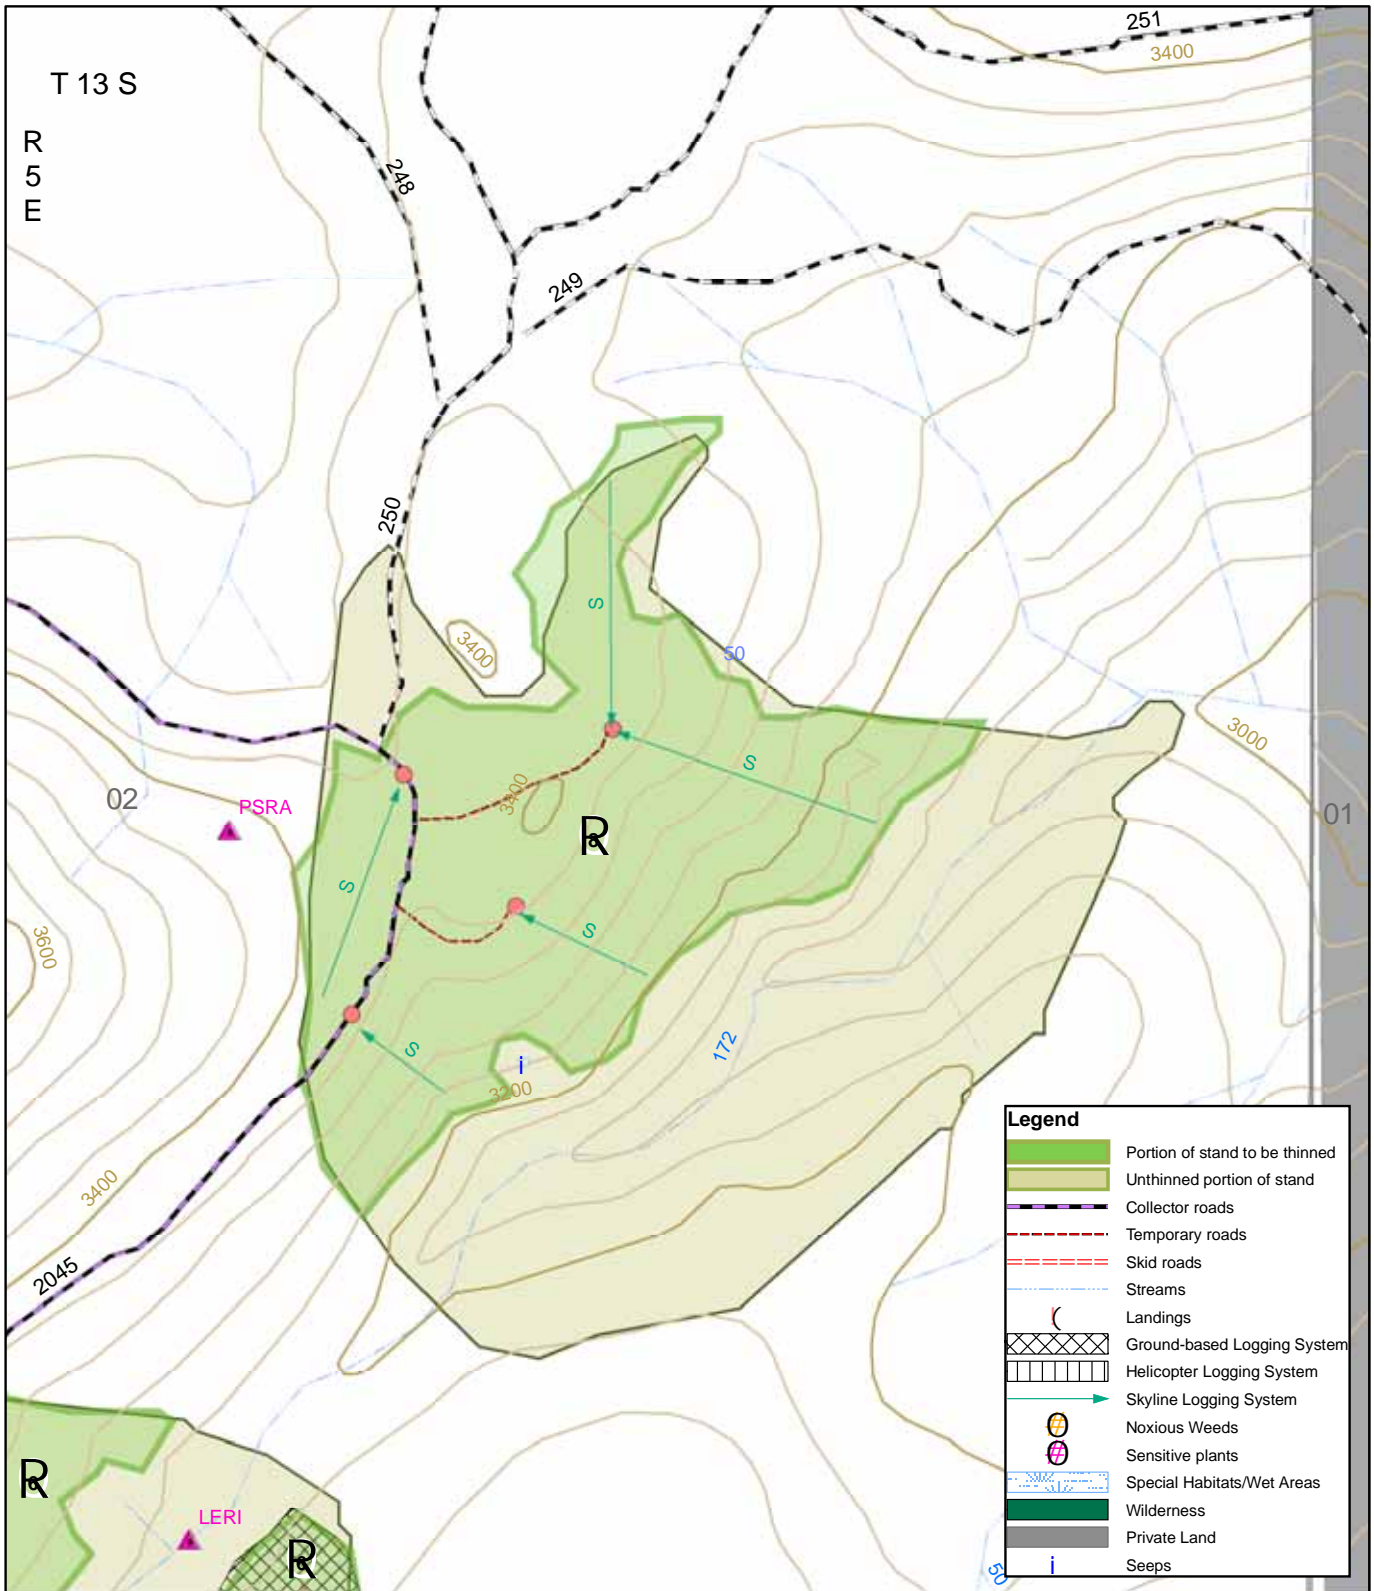 251
3400
T 13 S
R
5
E
248
249
250
S
3400
50
3000
S
3400
02
PSRA
R
01
S
S
3600
172
S
i
3200
3400
2045
Legend
Portion of stand to be thinned
Unthinned portion of stand
Collector roads
Temporary roads
Skid roads
Streams
Landings
Ground-based Logging System
Helicopter Logging System
Skyline Logging System
Noxious Weeds
Sensitive plants
Special Habitats/Wet Areas
Wilderness
Private Land
i Seeps
R
LERI
R
50